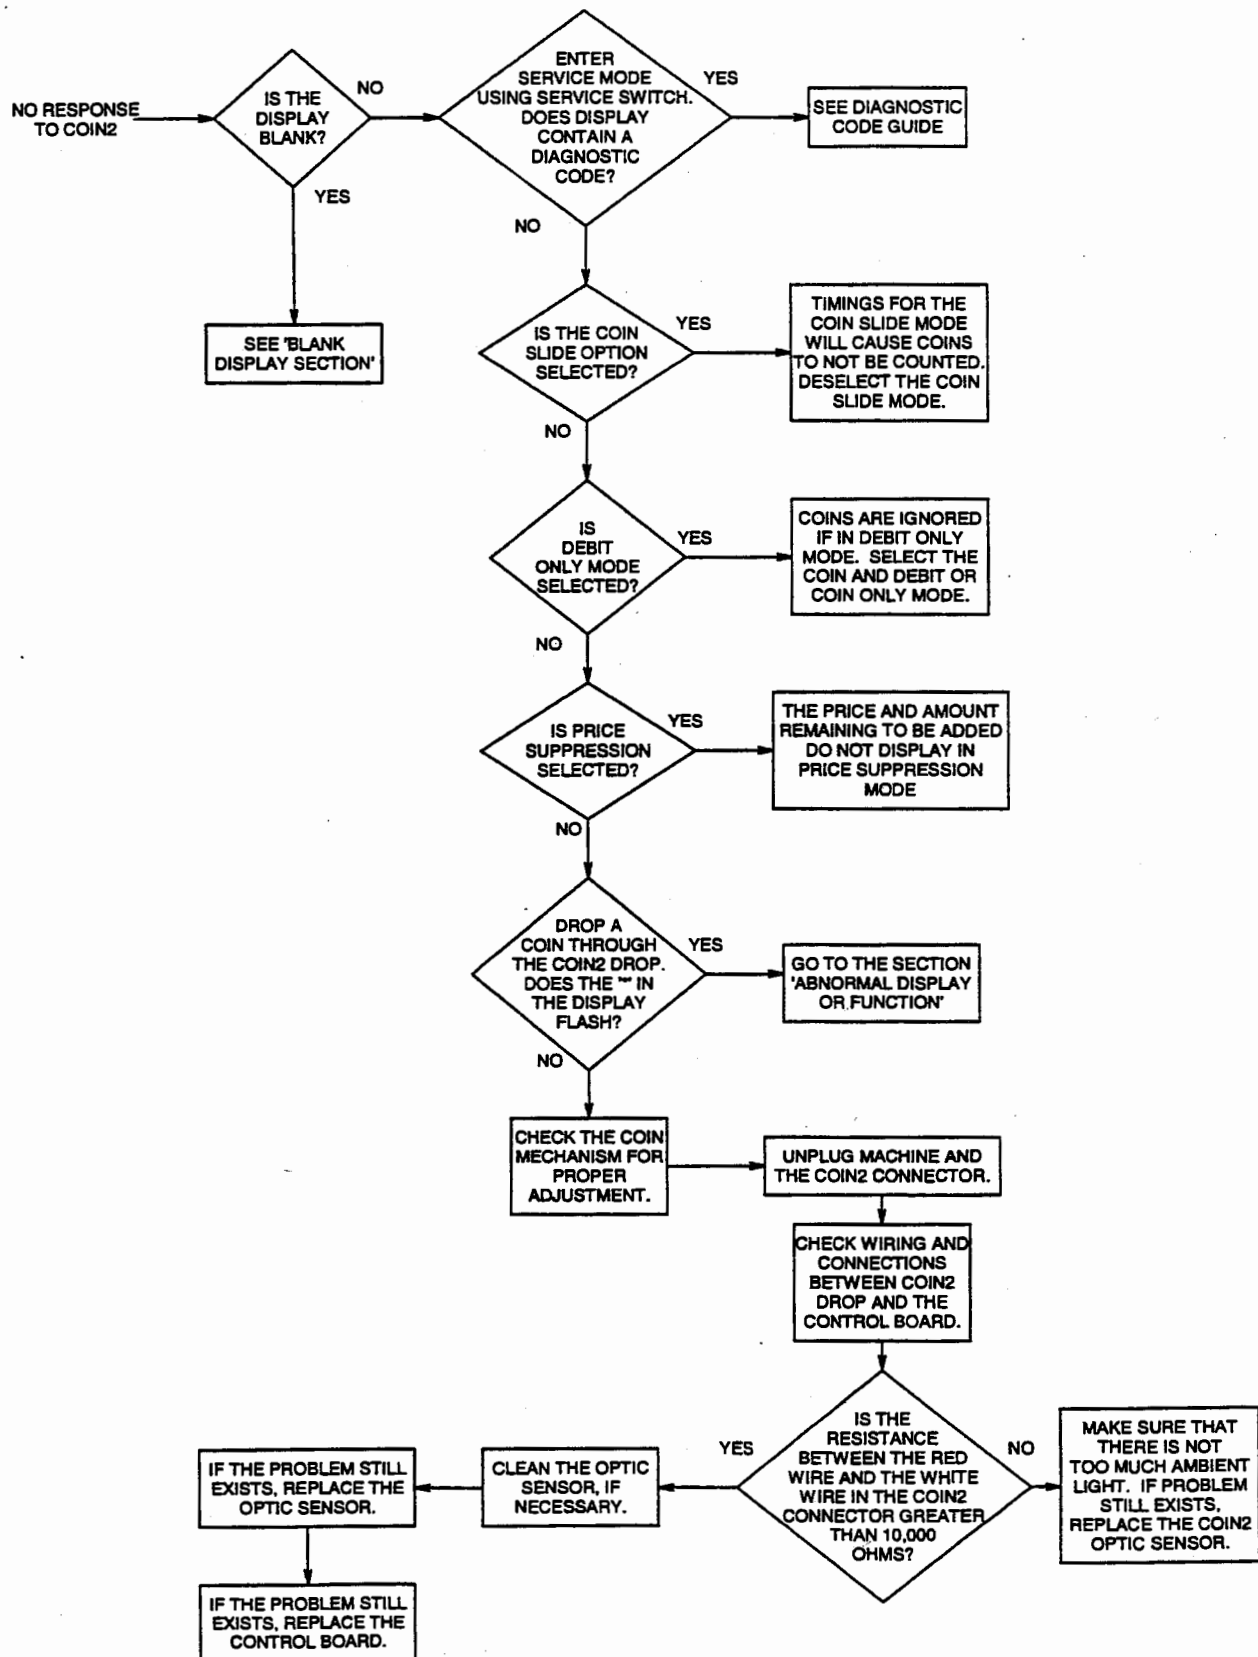 NO RESPONSE
TO COIN2
IS THE
DISPLAY
BLANK?
NO
YES
SEE 'BLANK
DISPLAY SECTION'
ENTER
SERVICE MODE
USING SERVICE SWITCH.
DOES DISPLAY
CONTAIN A
DIAGNOSTIC
CODE?
YES
SEE DIAGNOSTIC
CODE GUIDE
NO
IS THE COIN
SLIDE OPTION
SELECTED?
YES
TIMINGS FOR THE
COIN SLIDE MODE
WILL CAUSE COINS
TO NOT BE COUNTED.
DESELECT THE COIN
SLIDE MODE.
NO
IS
DEBIT
ONLY MODE
SELECTED?
YES
COINS ARE IGNORED
IF IN DEBIT ONLY
MODE. SELECT THE
COIN AND DEBIT OR
COIN ONLY MODE.
NO
IS PRICE
SUPPRESSION
SELECTED?
YES
THE PRICE AND AMOUNT
REMAINING TO BE ADDED
DO NOT DISPLAY IN
PRICE SUPPRESSION
MODE
NO
DROP A
COIN THROUGH
THE COIN2 DROP.
DOES THE '"' IN
THE DISPLAY
FLASH?
YES
GO TO THE SECTION
'ABNORMAL DISPLAY
OR FUNCTION'
NO
CHECK THE COIN
MECHANISM FOR
PROPER
ADJUSTMENT.
UNPLUG MACHINE AND
THE COIN2 CONNECTOR.
CHECK WIRING AND
CONNECTIONS
BETWEEN COIN2
DROP AND THE
CONTROL BOARD.
IS THE
RESISTANCE
BETWEEN THE RED
WIRE AND THE WHITE
WIRE IN THE COIN2
CONNECTOR GREATER
THAN 10,000
OHMS?
NO
MAKE SURE THAT
THERE IS NOT
TOO MUCH AMBIENT
LIGHT. IF PROBLEM
STILL EXISTS,
REPLACE THE COIN2
OPTIC SENSOR.
YES
CLEAN THE OPTIC
SENSOR, IF
NECESSARY.
IF THE PROBLEM STILL
EXISTS, REPLACE THE
OPTIC SENSOR.
IF THE PROBLEM STILL
EXISTS, REPLACE THE
CONTROL BOARD.